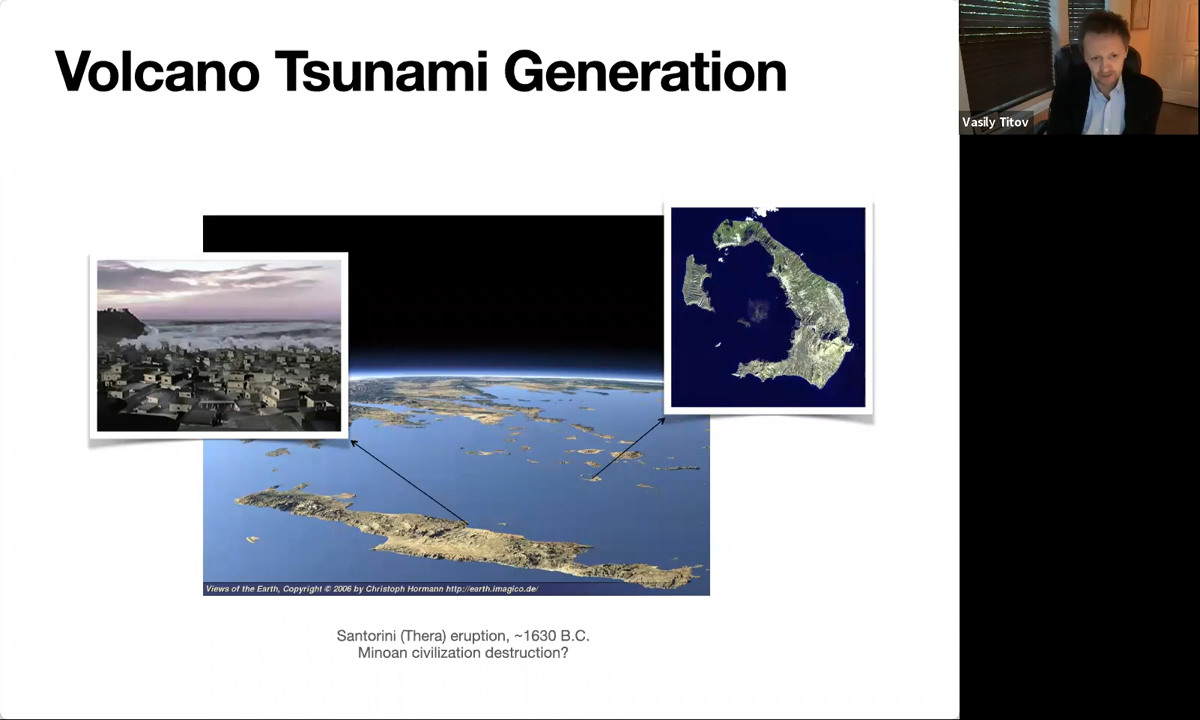 Volcano Tsunami Generation
Vasily Titov
Views of the Earth, Copyright © 2006 by Christoph Hormann http://earth.imagico.de/
Santorini (Thera) eruption, ~1630 B.C.
Minoan civilization destruction?